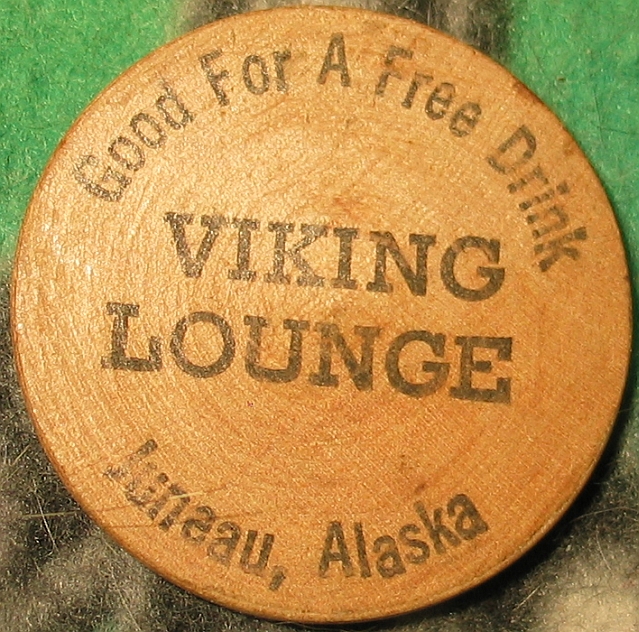 Good For A Free Drink
VIKING
LOUNGE
Juneau, Alaska